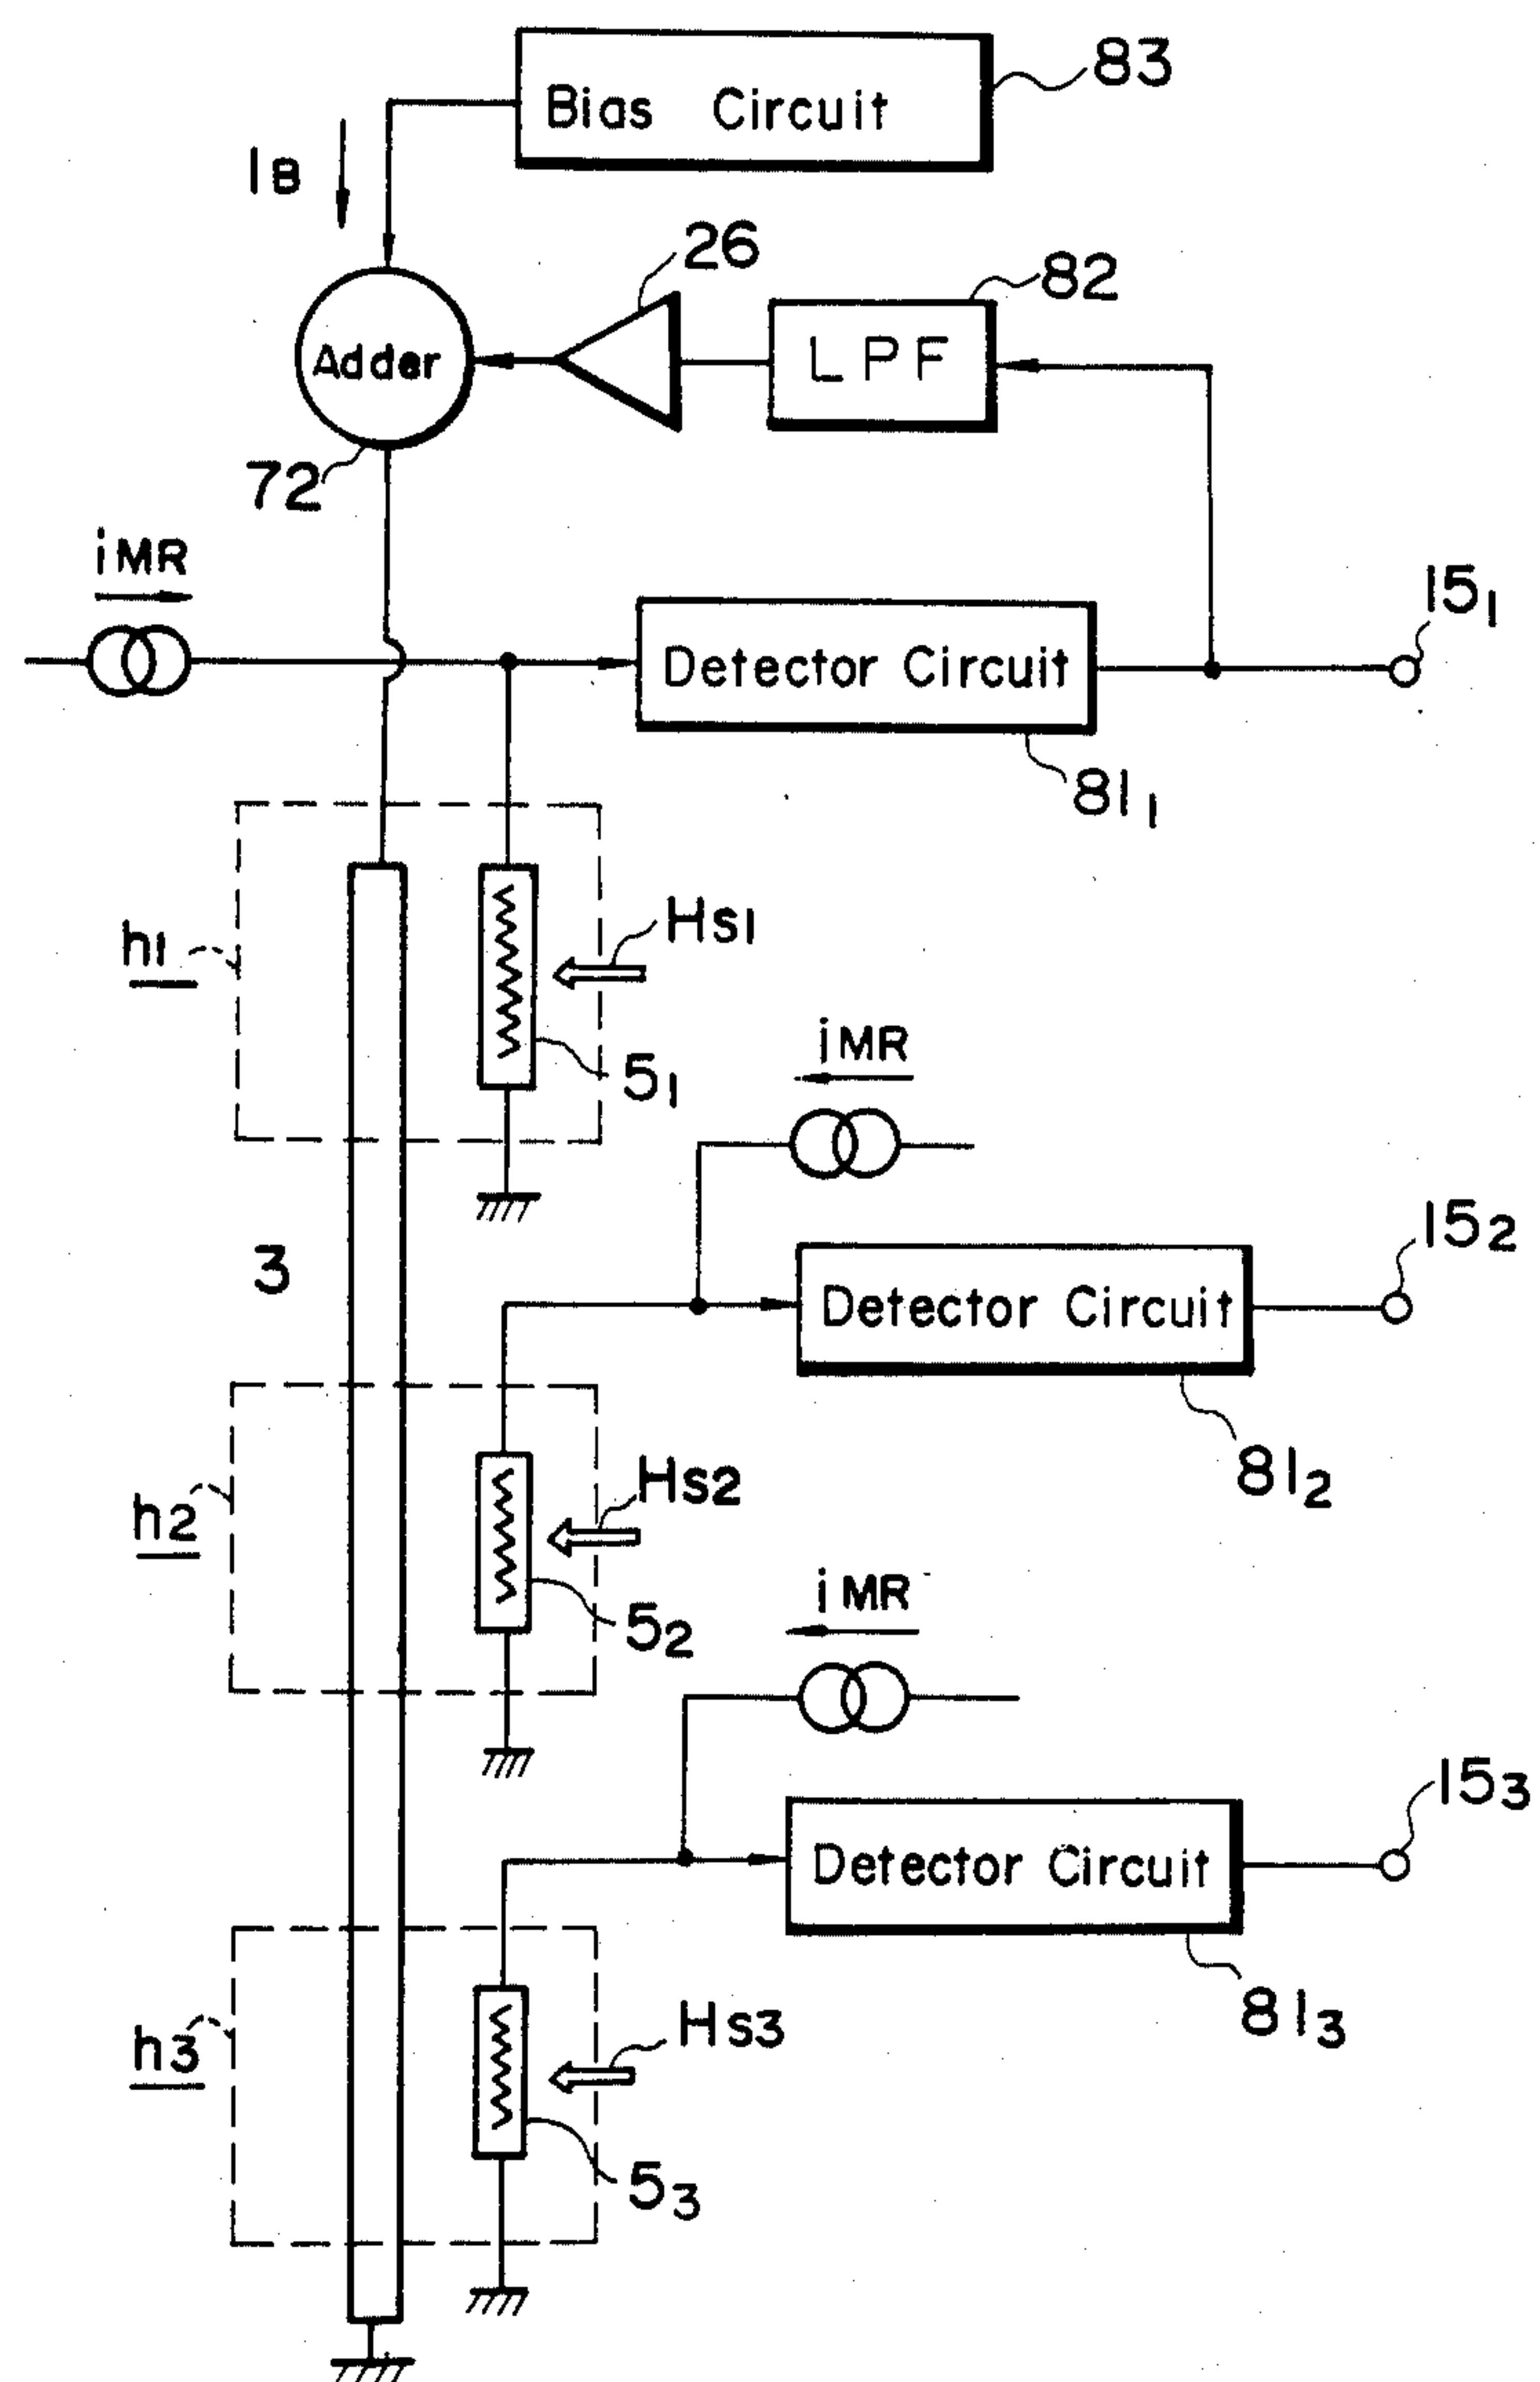 83
Bias Circuit
IB
26
82
Adder
LPF
72
iMR
15₁
Detector Circuit
81₁
h1
Hs1
5₁
iMR
3
15₂
Detector Circuit
81₂
h2
Hs2
5₂
iMR
15₃
Detector Circuit
81₃
h3
Hs3
5₃